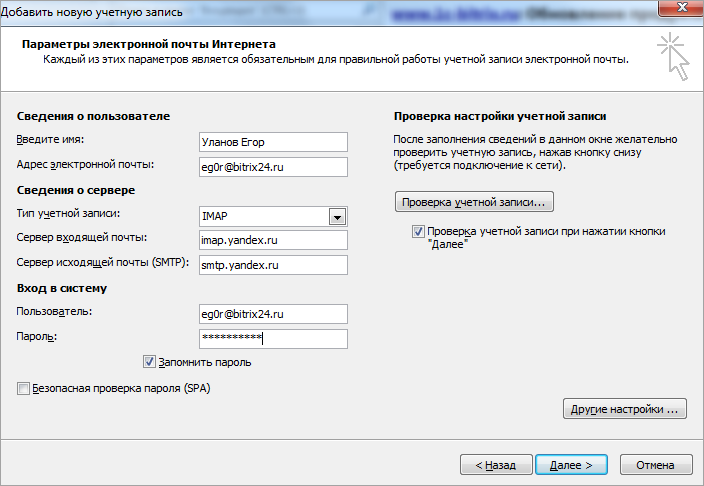 Добавить новую учетную запись
www.1c-bitrix.ru: Обновление
Параметры электронной почты Интернета
Каждый из этих параметров является обязательным для правильной работы учетной записи электронной почты.
Сведения о пользователе
Введите имя:
Уланов Егор
Адрес электронной почты:
eg0r@bitrix24.ru
Сведения о сервере
Тип учетной записи:
IMAP
Сервер входящей почты:
imap.yandex.ru
Сервер исходящей почты (SMTP):
smtp.yandex.ru
Вход в систему
Пользователь:
eg0r@bitrix24.ru
Пароль:
**********
Запомнить пароль
Безопасная проверка пароля (SPA)
Проверка настройки учетной записи
После заполнения сведений в данном окне желательно
проверить учетную запись, нажав кнопку снизу
(требуется подключение к сети).
Проверка учетной записи...
Проверка учетной записи при нажатии кнопки
"Далее"
Другие настройки ...
< Назад
Далее >
Отмена